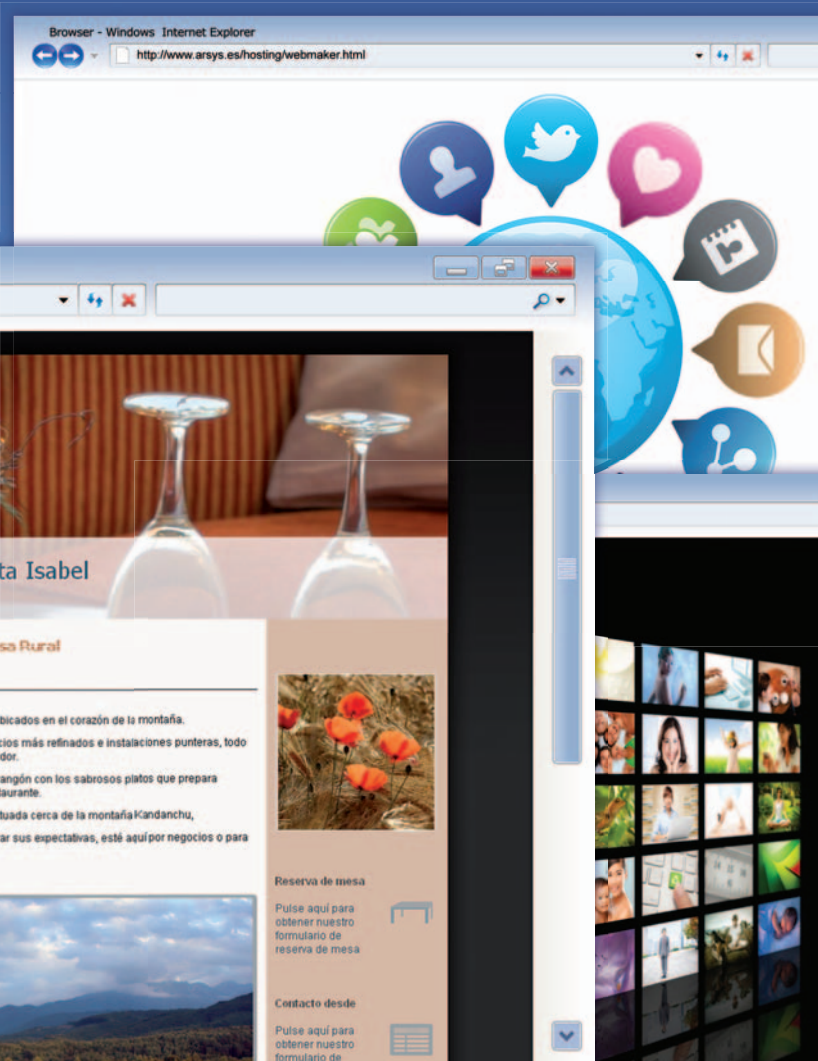 Browser - Windows Internet Explorer
http://www.arsys.es/hosting/webmaker.html
ta Isabel
sa Rural
bicados en el corazón de la montaña.
cios más refinados e instalaciones punteras, todo
dor.
angón con los sabrosos platos que prepara
aurante.
tuada cerca de la montaña Kandanchu,
ar sus expectativas, esté aquí por negocios o para
Reserva de mesa
Pulse aquí para
obtener nuestro
formulario de
reserva de mesa
Contacto desde
Pulse aquí para
obtener nuestro
formulario de